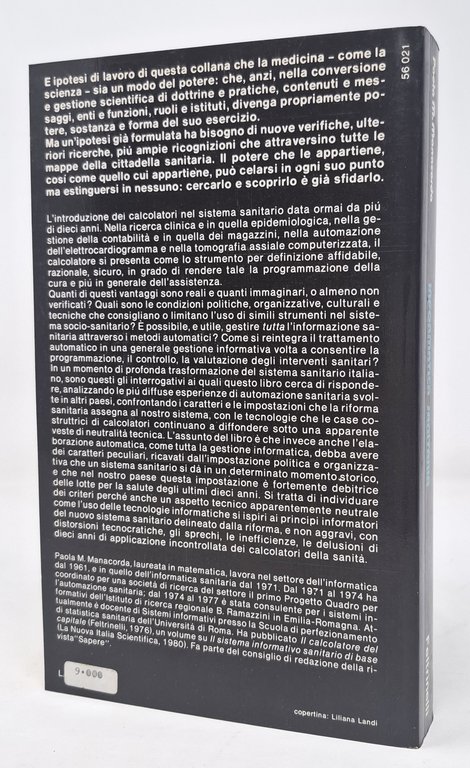 E ipotesi di lavoro di questa collana che la medicina – come la
scienza – sia un modo del potere: che, anzi, nella conversione
e gestione scientifica di dottrine e pratiche, contenuti e mes-
saggi, enti e funzioni, ruoli e istituti, divenga propriamente po-
tere, sostanza e forma del suo esercizio.
Ma un'ipotesi già formulata ha bisogno di nuove verifiche, ulte-
riori ricerche, piú ampie ricognizioni che attraversino tutte le
mappe della cittadella sanitaria. Il potere che le appartiene,
cosí come quello cui appartiene, può celarsi in ogni suo punto
ma estinguersi in nessuno: cercarlo e scoprirlo è già sfidarlo.
L'introduzione dei calcolatori nel sistema sanitario data ormai da piú
di dieci anni. Nella ricerca clinica e in quella epidemiologica, nella ge-
stione della contabilità e in quella dei magazzini, nella automazione
dell'elettrocardiogramma e nella tomografia assiale computerizzata, il
calcolatore si presenta come lo strumento per definizione affidabile,
razionale, sicuro, in grado di rendere tale la programmazione della
cura e piú in generale dell'assistenza.
Quanti di questi vantaggi sono reali e quanti immaginari, o almeno non
verificati? Quali sono le condizioni politiche, organizzative, culturali e
tecniche che consigliano o limitano l'uso di simili strumenti nel siste-
ma socio-sanitario? È possibile, e utile, gestire tutta l'informazione sa-
nitaria attraverso i metodi automatici? Come si reintegra il trattamento
automatico in una generale gestione informativa volta a consentire la
programmazione, il controllo, la valutazione degli interventi sanitari?
In un momento di profonda trasformazione del sistema sanitario italia-
no, sono questi gli interrogativi ai quali questo libro cerca di risponde-
re, analizzando le piú diffuse esperienze di automazione sanitaria svol-
te in altri paesi, confrontando i caratteri e le impostazioni che la riforma
sanitaria assegna al nostro sistema, con le tecnologie che le case co-
struttrici di calcolatori continuano a diffondere sotto una apparente
veste di neutralità tecnica. L'assunto del libro è che invece anche l'ela-
borazione automatica, come tutta la gestione informativa, debba avere
dei caratteri peculiari, ricavati dall'impostazione politica e organizza-
tiva che un sistema sanitario si dà in un determinato momento storico,
e che nel nostro paese questa impostazione è fortemente debitrice
delle lotte per la salute degli ultimi dieci anni. Si tratta di individuare
dei criteri perché anche un aspetto tecnico apparentemente neutrale
come l'uso delle tecnologie informatiche si ispiri ai principi informatori
del nuovo sistema sanitario delineato dalla riforma, e non aggravi, con
distorsioni tecnocratiche, gli sprechi, le inefficienze, le delusioni di
dieci anni di applicazione incontrollata dei calcolatori della sanità.
Paola M. Manacorda, laureata in matematica, lavora nel settore dell'informatica
dal 1961, e in quello dell'informatica sanitaria dal 1971. Dal 1971 al 1974 ha
coordinato per una società di ricerca del settore il primo Progetto Quadro per
l'automazione sanitaria; dal 1974 al 1977 è stata consulente per i sistemi in-
formativi dell'Istituto di ricerca regionale B. Ramazzini in Emilia-Romagna. At-
tualmente è docente di Sistemi informativi presso la Scuola di perfezionamento
di statistica sanitaria dell'Università di Roma. Ha pubblicato Il calcolatore del
capitale (Feltrinelli, 1976), un volume su Il sistema informativo sanitario di base
(La Nuova Italia Scientifica, 1980). Fa parte del consiglio di redazione della ri-
vista "Sapere".
L.
9·000
copertina: Liliana Landi
56021
Feltrinelli